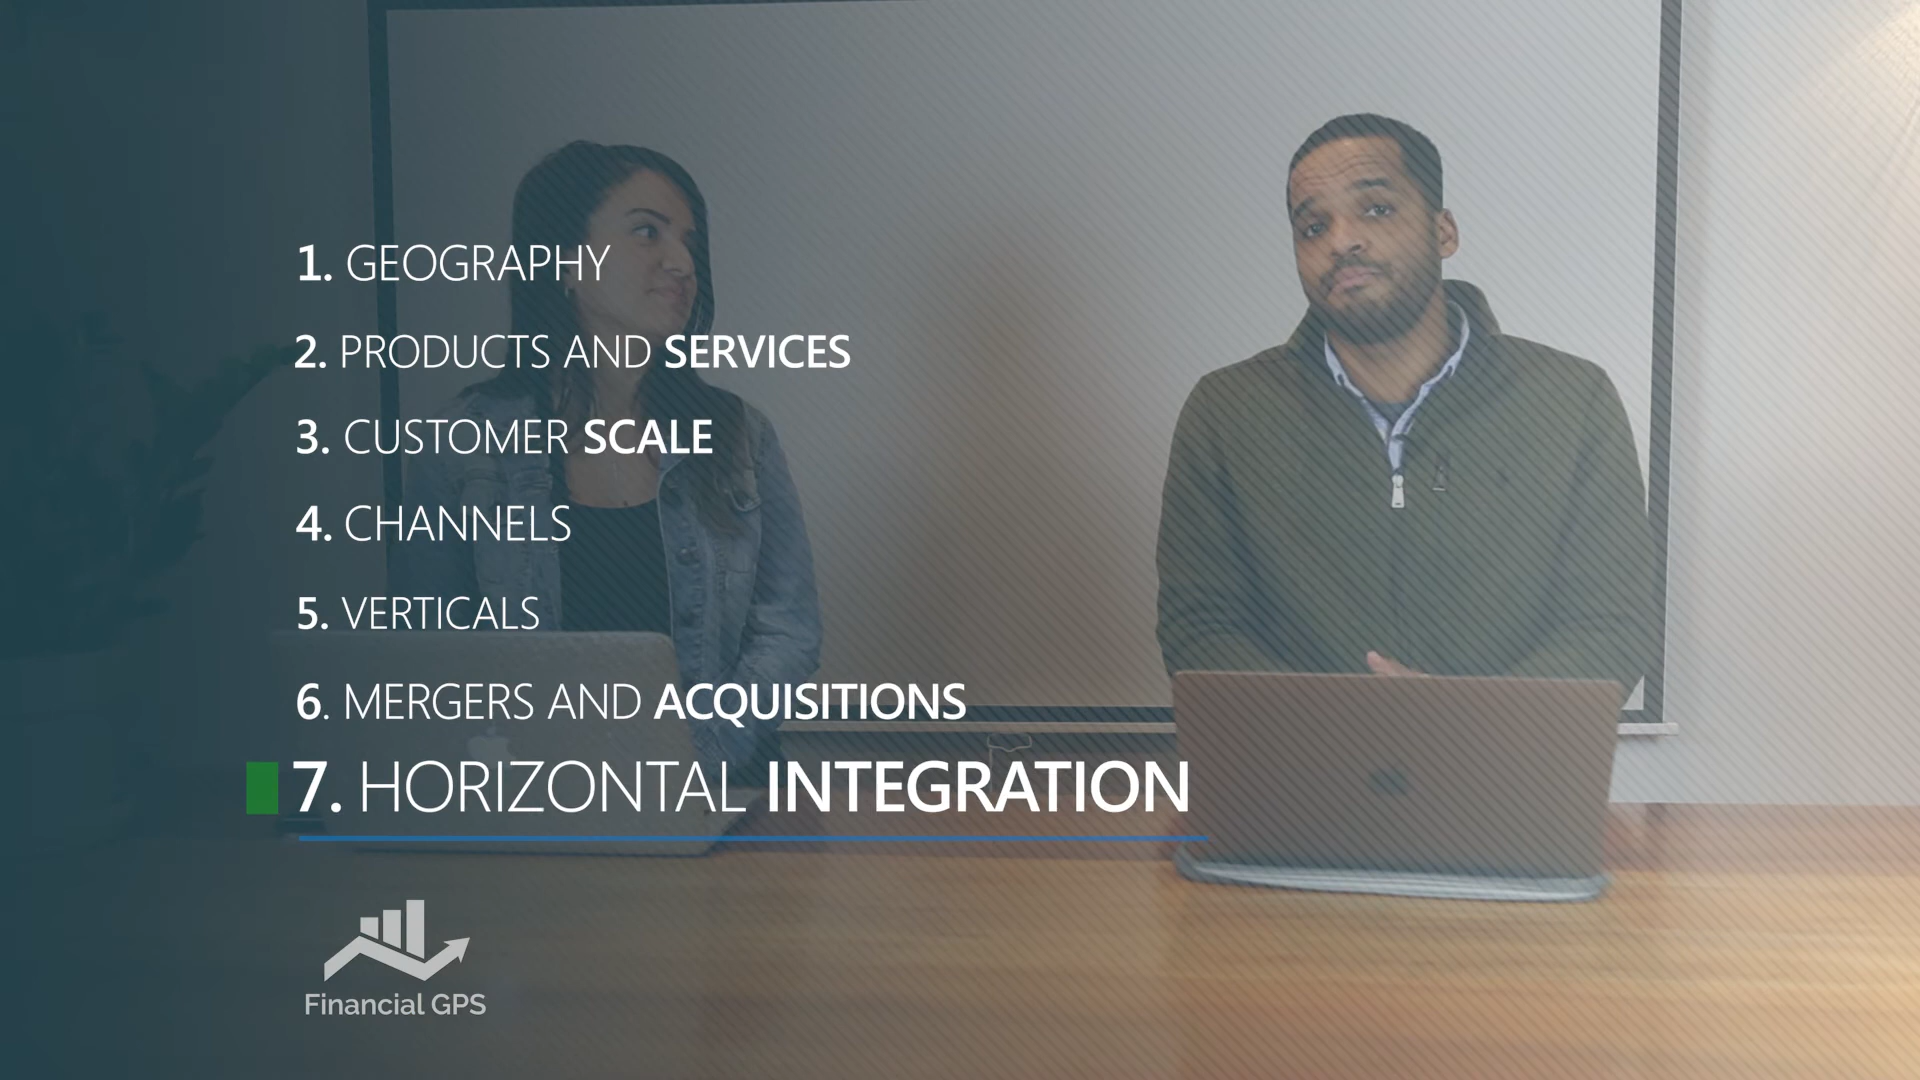 1. GEOGRAPHY
2. PRODUCTS AND SERVICES
3. CUSTOMER SCALE
4. CHANNELS
5. VERTICALS
6. MERGERS AND ACQUISITIONS
7. HORIZONTAL INTEGRATION
Financial GPS